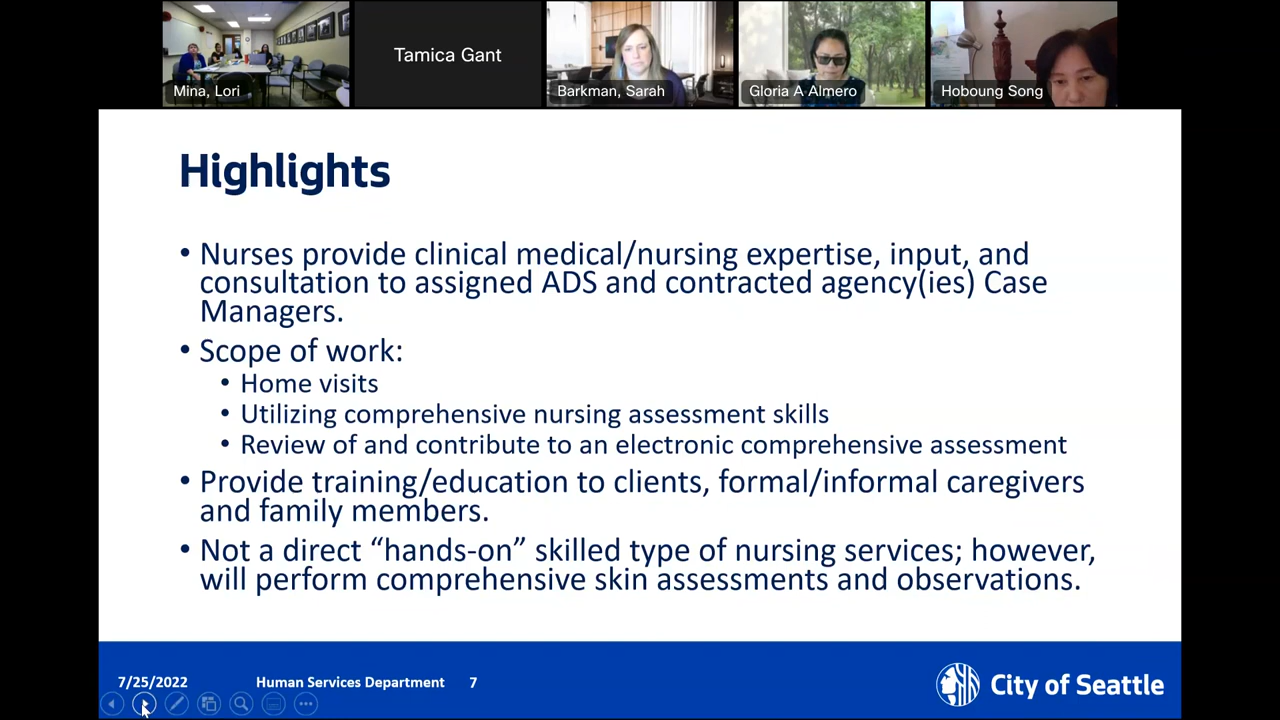 Mina, Lori
Tamica Gant
Barkman, Sarah
Gloria A Almero
Hoboung Song
Highlights
• Nurses provide clinical medical/nursing expertise, input, and
consultation to assigned ADS and contracted agency(ies) Case
Managers.
• Scope of work:
• Home visits
• Utilizing comprehensive nursing assessment skills
• Review of and contribute to an electronic comprehensive assessment
• Provide training/education to clients, formal/informal caregivers
and family members.
• Not a direct “hands-on” skilled type of nursing services; however,
will perform comprehensive skin assessments and observations.
7/25/2022
Human Services Department
7
City of Seattle